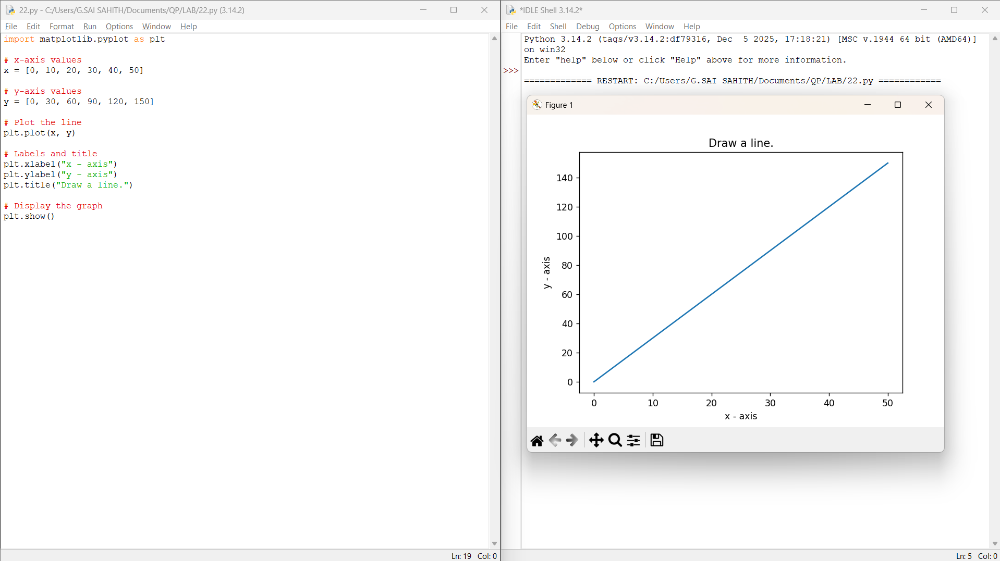 22.py - C:/Users/G.SAI SAHITH/Documents/QP/LAB/22.py (3.14.2)
File Edit Format Run Options Window Help
import matplotlib.pyplot as plt
# x-axis values
x = [0, 10, 20, 30, 40, 50]
# y-axis values
y = [0, 30, 60, 90, 120, 150]
# Plot the line
plt.plot(x, y)
# Labels and title
plt.xlabel("x - axis")
plt.ylabel("y - axis")
plt.title("Draw a line.")
# Display the graph
plt.show()
Ln: 19 Col: 0
*IDLE Shell 3.14.2*
File Edit Shell Debug Options Window Help
Python 3.14.2 (tags/v3.14.2:df79316, Dec  5 2025, 17:18:21) [MSC v.1944 64 bit (AMD64)]
on win32
Enter "help" below or click "Help" above for more information.
>>>
============= RESTART: C:/Users/G.SAI SAHITH/Documents/QP/LAB/22.py ============
Figure 1
Draw a line.
140
120
100
80
60
40
20
0
y - axis
0 10 20 30 40 50
x - axis
Ln: 5 Col: 0